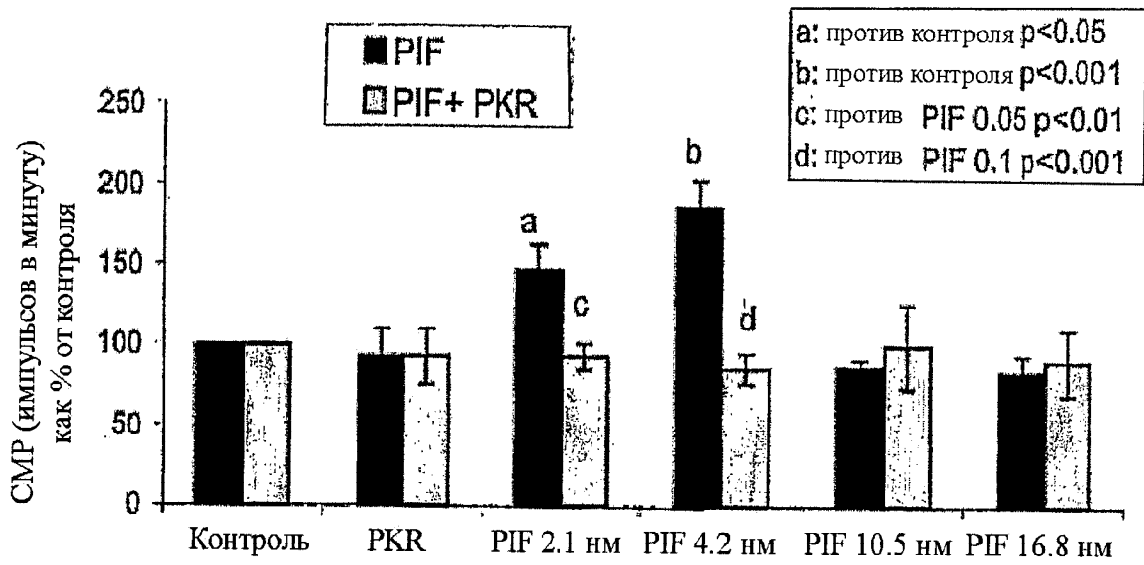 PIF
PIF+ PKR
a: против контроля p<0.05
b: против контроля p<0.001
c: против PIF 0.05 p<0.01
d: против PIF 0.1 p<0.001
CMP (импульсов в минуту)
как % от контроля
250
200
150
100
50
0
a
c
b
d
Контроль
PKR
PIF 2.1 нм
PIF 4.2 нм
PIF 10.5 нм
PIF 16.8 нм